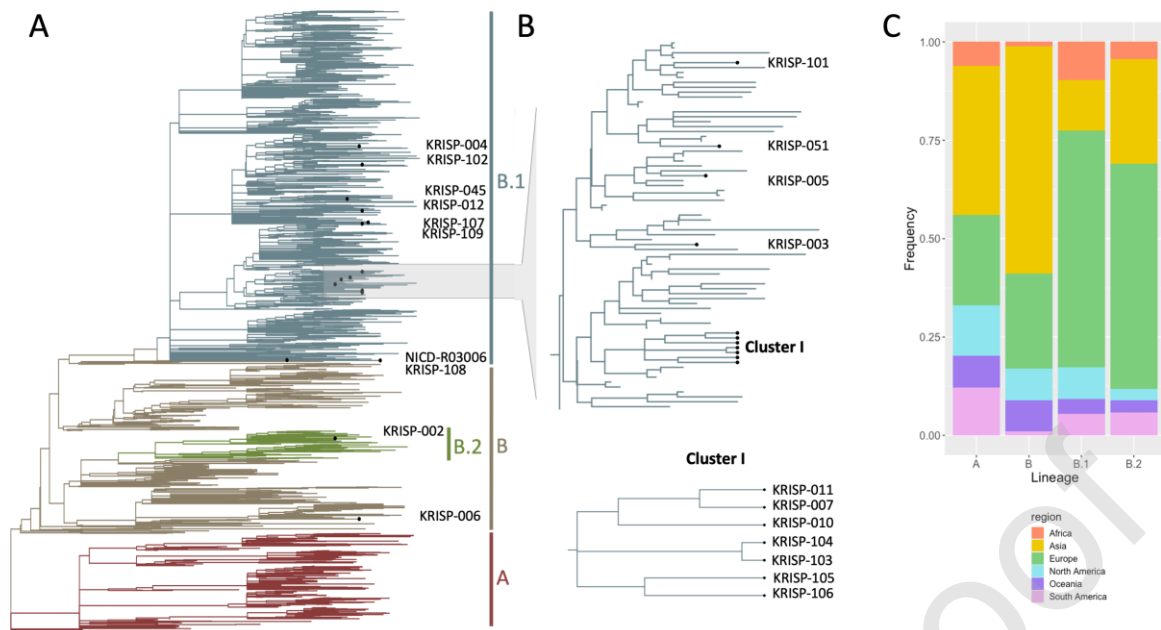 A
KRISP-004
KRISP-102
KRISP-045
KRISP-012
KRISP-107
KRISP-109
B.1
NICD-R03006
KRISP-108
KRISP-002
B.2
B
KRISP-006
A
B
KRISP-101
KRISP-051
KRISP-005
KRISP-003
Cluster I
Cluster I
KRISP-011
KRISP-007
KRISP-010
KRISP-104
KRISP-103
KRISP-105
KRISP-106
C
1.00
0.75
0.50
0.25
0.00
Frequency
A B B.1 B.2
Lineage
region
Africa
Asia
Europe
North America
Oceania
South America